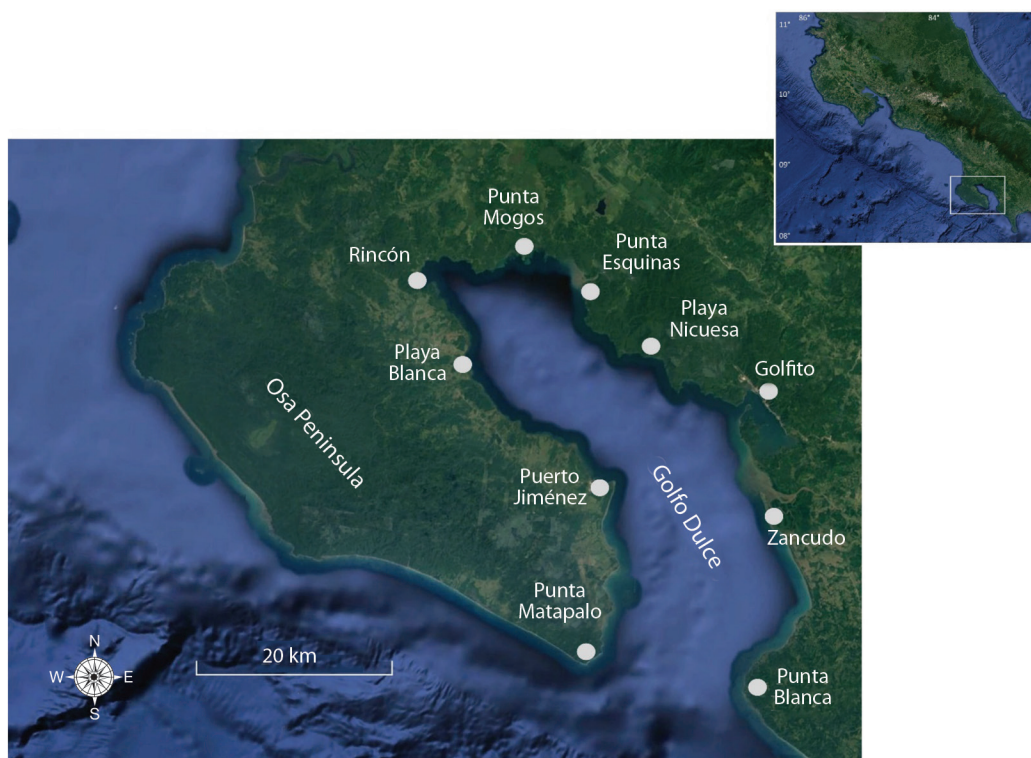 86°
84°
11°
10°
09°
08°
Punta
Mogos
Rincón
Punta
Esquinas
Playa
Nicuesa
Playa
Blanca
Golfito
Osa Peninsula
Golfo Dulce
Puerto
Jiménez
Zancudo
Punta
Matapalo
20 km
Punta
Blanca
N
W
E
S